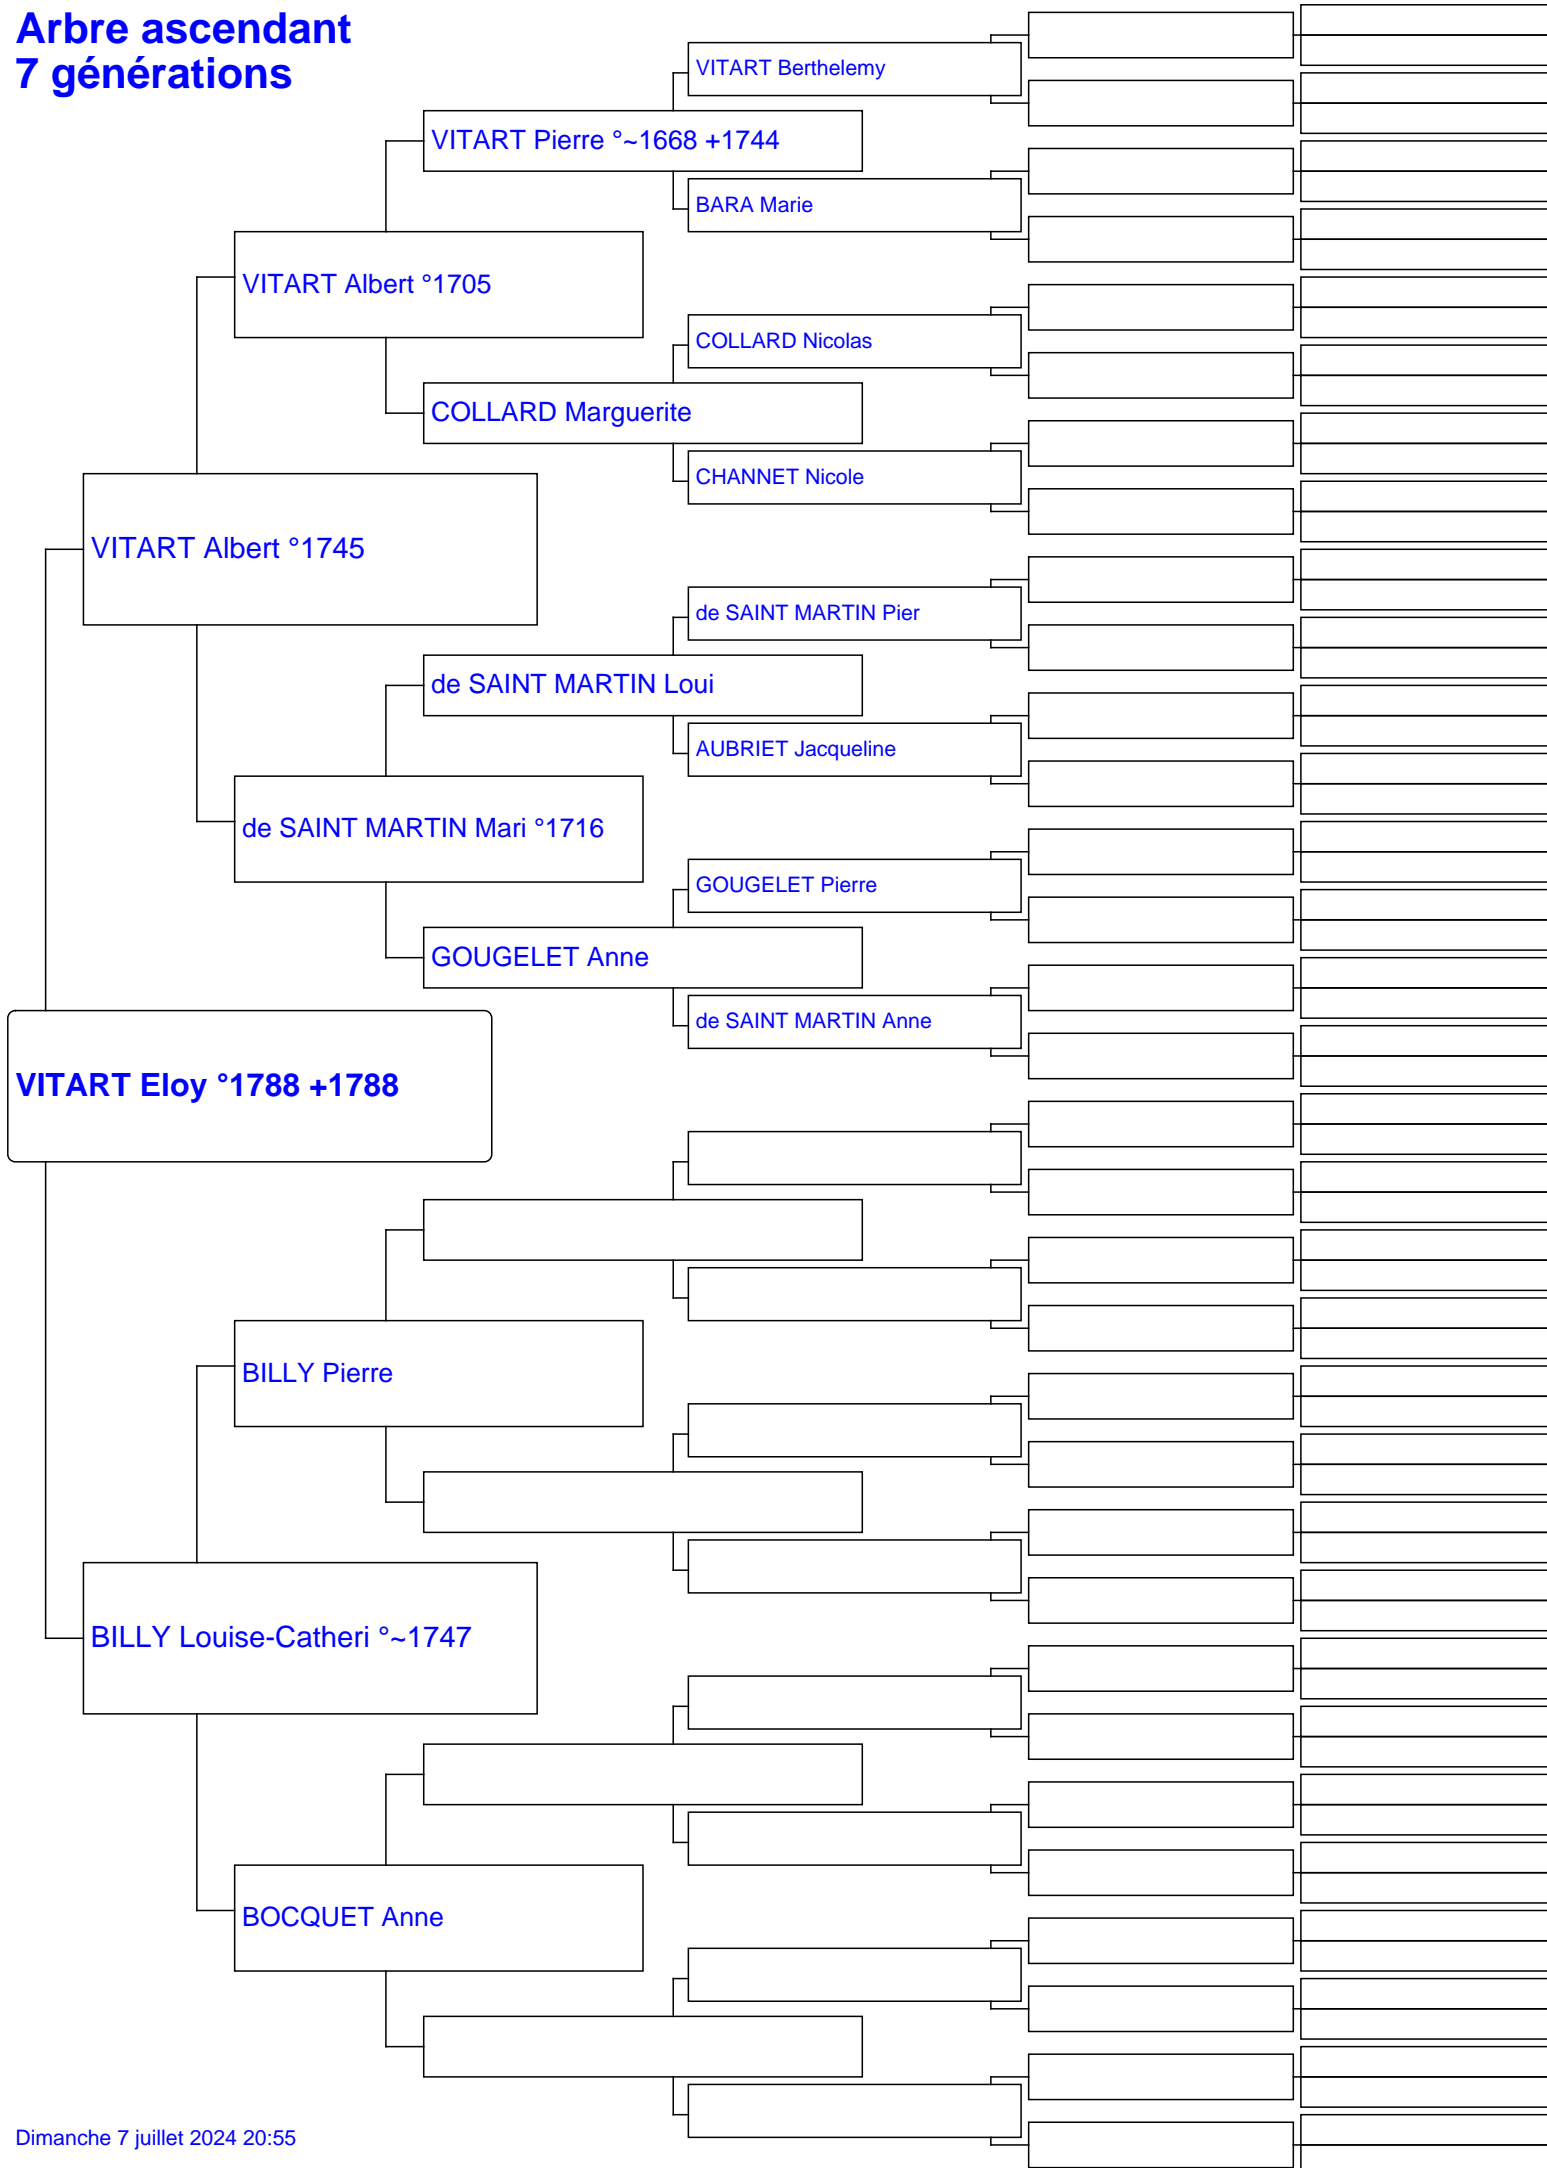 Arbre ascendant
7 générations
VITART Berthelemy
VITART Pierre °~1668 +1744
BARA Marie
VITART Albert °1705
COLLARD Nicolas
COLLARD Marguerite
CHANNET Nicole
VITART Albert °1745
de SAINT MARTIN Pier
de SAINT MARTIN Loui
AUBRIET Jacqueline
de SAINT MARTIN Mari °1716
GOUGELET Pierre
GOUGELET Anne
de SAINT MARTIN Anne
VITART Eloy °1788 +1788
BILLY Pierre
BILLY Louise-Catheri °~1747
BOCQUET Anne
Dimanche 7 juillet 2024 20:55